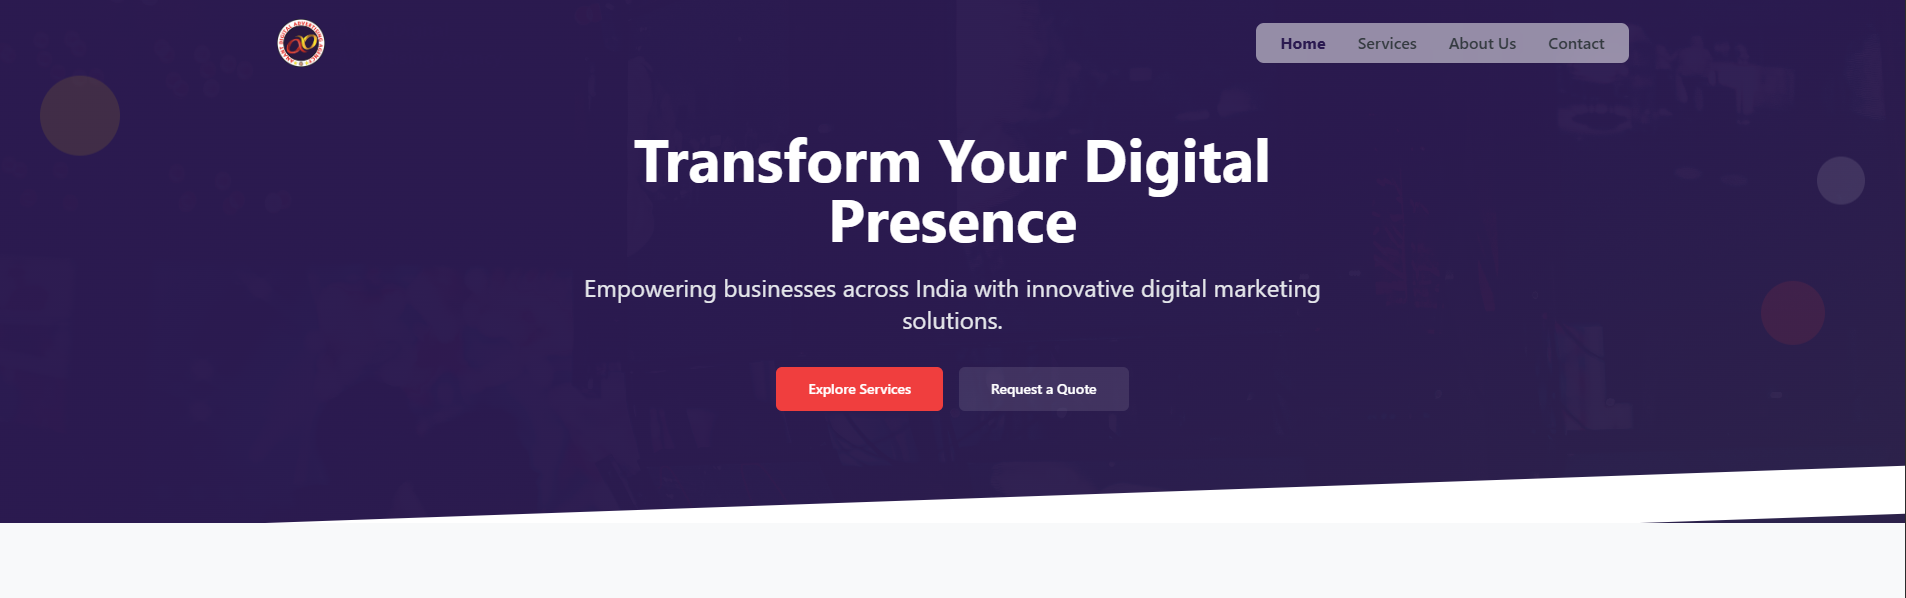 Home Services About Us Contact
Transform Your Digital
Presence
Empowering businesses across India with innovative digital marketing
solutions.
Explore Services Request a Quote